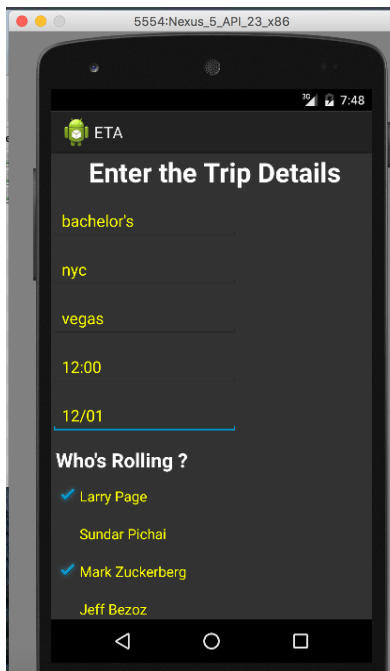 5554:Nexus_5_API_23_x86
3G 7:48
ETA
Enter the Trip Details
bachelor's
nyc
vegas
12:00
12/01
Who's Rolling ?
Larry Page
Sundar Pichai
Mark Zuckerberg
Jeff Bezoz